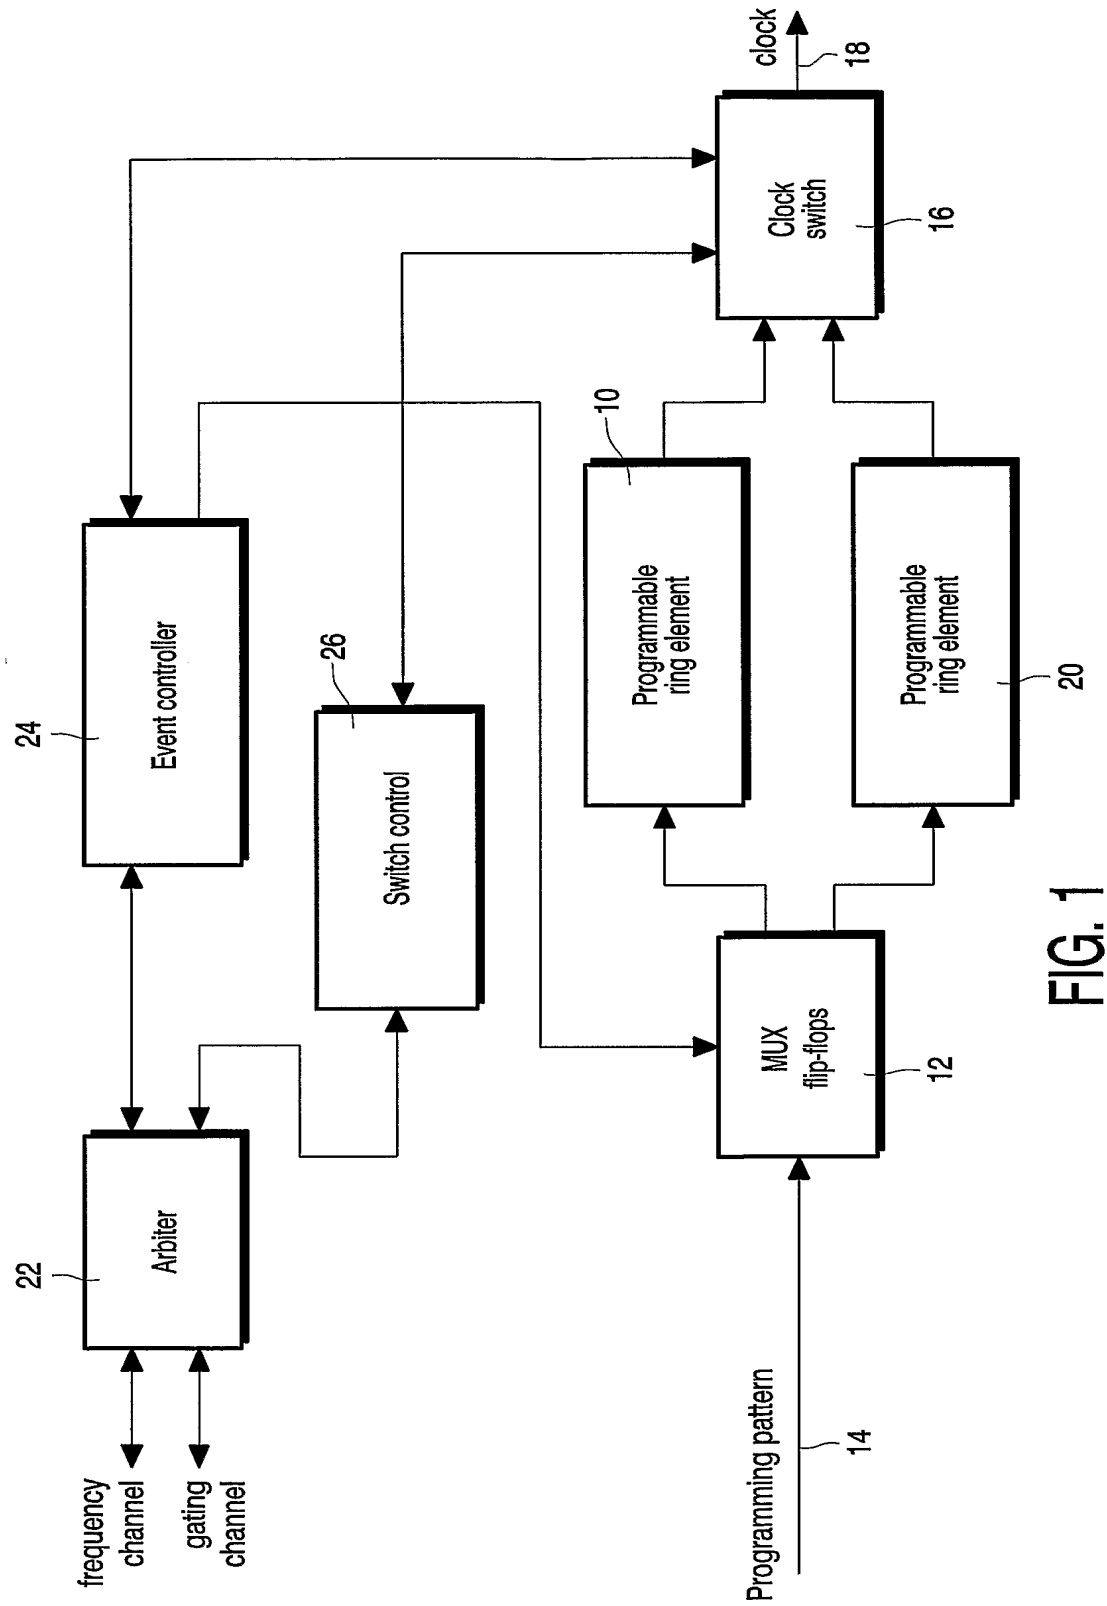 frequency
channel
gating
channel
22
Arbiter
24
Event controller
26
Switch control
Programming pattern
14
MUX
flip-flops
12
10
Programmable
ring element
Programmable
ring element
20
Clock
switch
16
clock
18
FIG. 1